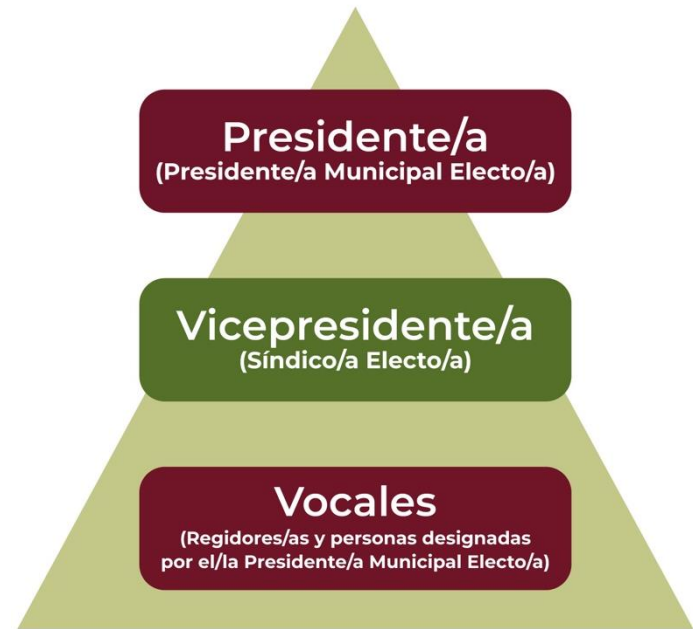 Presidente/a
(Presidente/a Municipal Electo/a)
Vicepresidente/a
(Síndico/a Electo/a)
Vocales
(Regidores/as y personas designadas
por el/la Presidente/a Municipal Electo/a)